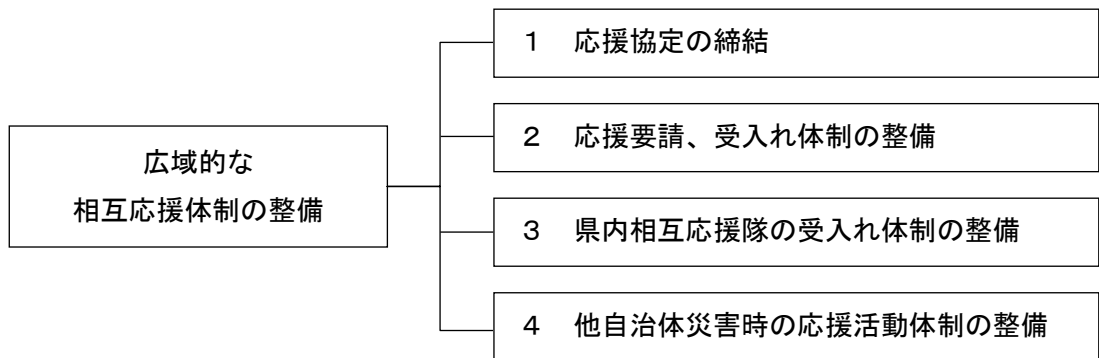 広域的な
相互応援体制の整備
１　応援協定の締結
２　応援要請、受入れ体制の整備
３　県内相互応援隊の受入れ体制の整備
４　他自治体災害時の応援活動体制の整備